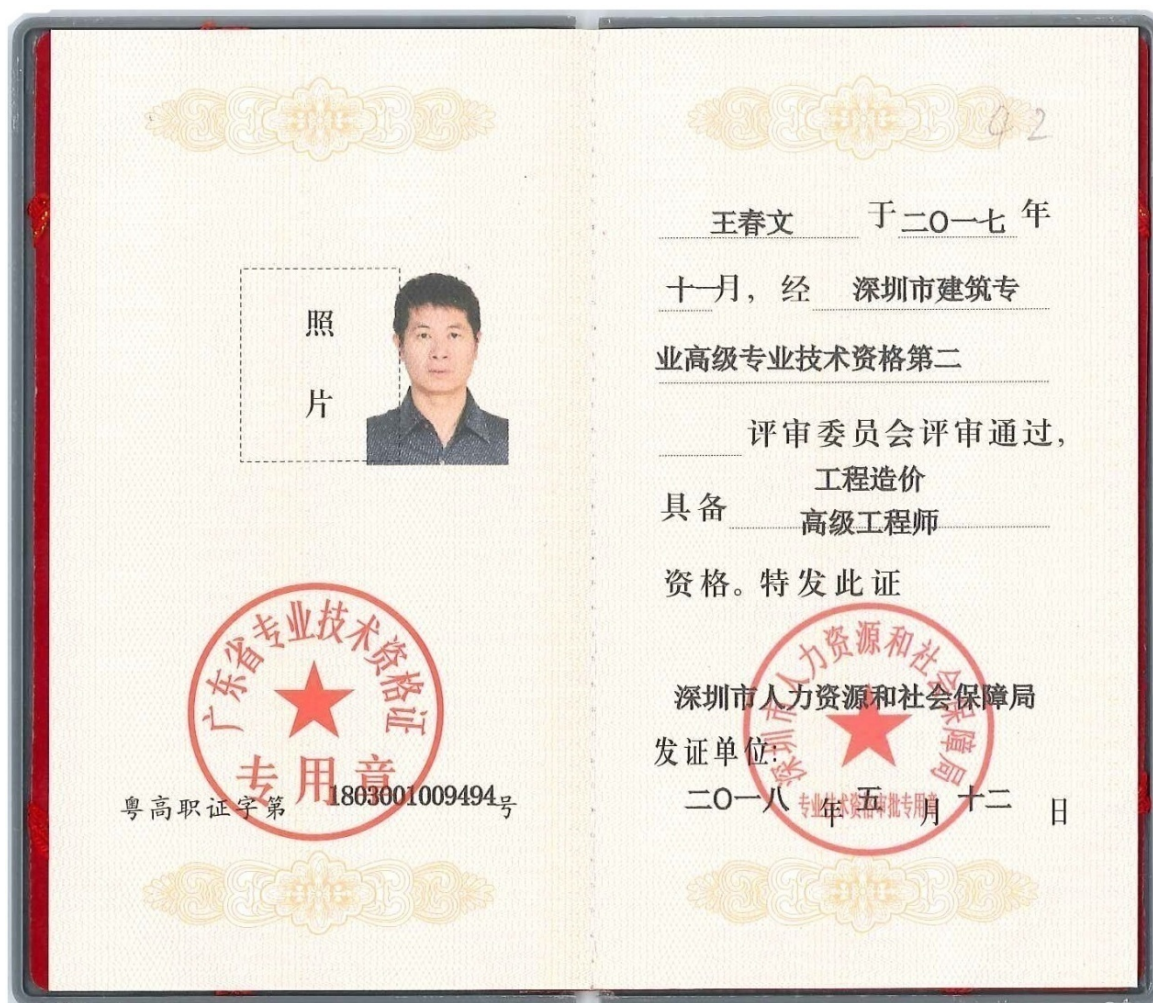 照
片
广东省专业技术资格证
专用章
粤高职证字第1803001009494号
92
王春文 于二〇一七年
十一月，经 深圳市建筑专
业高级专业技术资格第二
评审委员会评审通过，
工程造价
具备 高级工程师
资格。特发此证
深圳市人力资源和社会保障局
深圳市人力资源和社会保障局
发证单位：
专业技术资格审批专用章
二〇一八年五月十二日